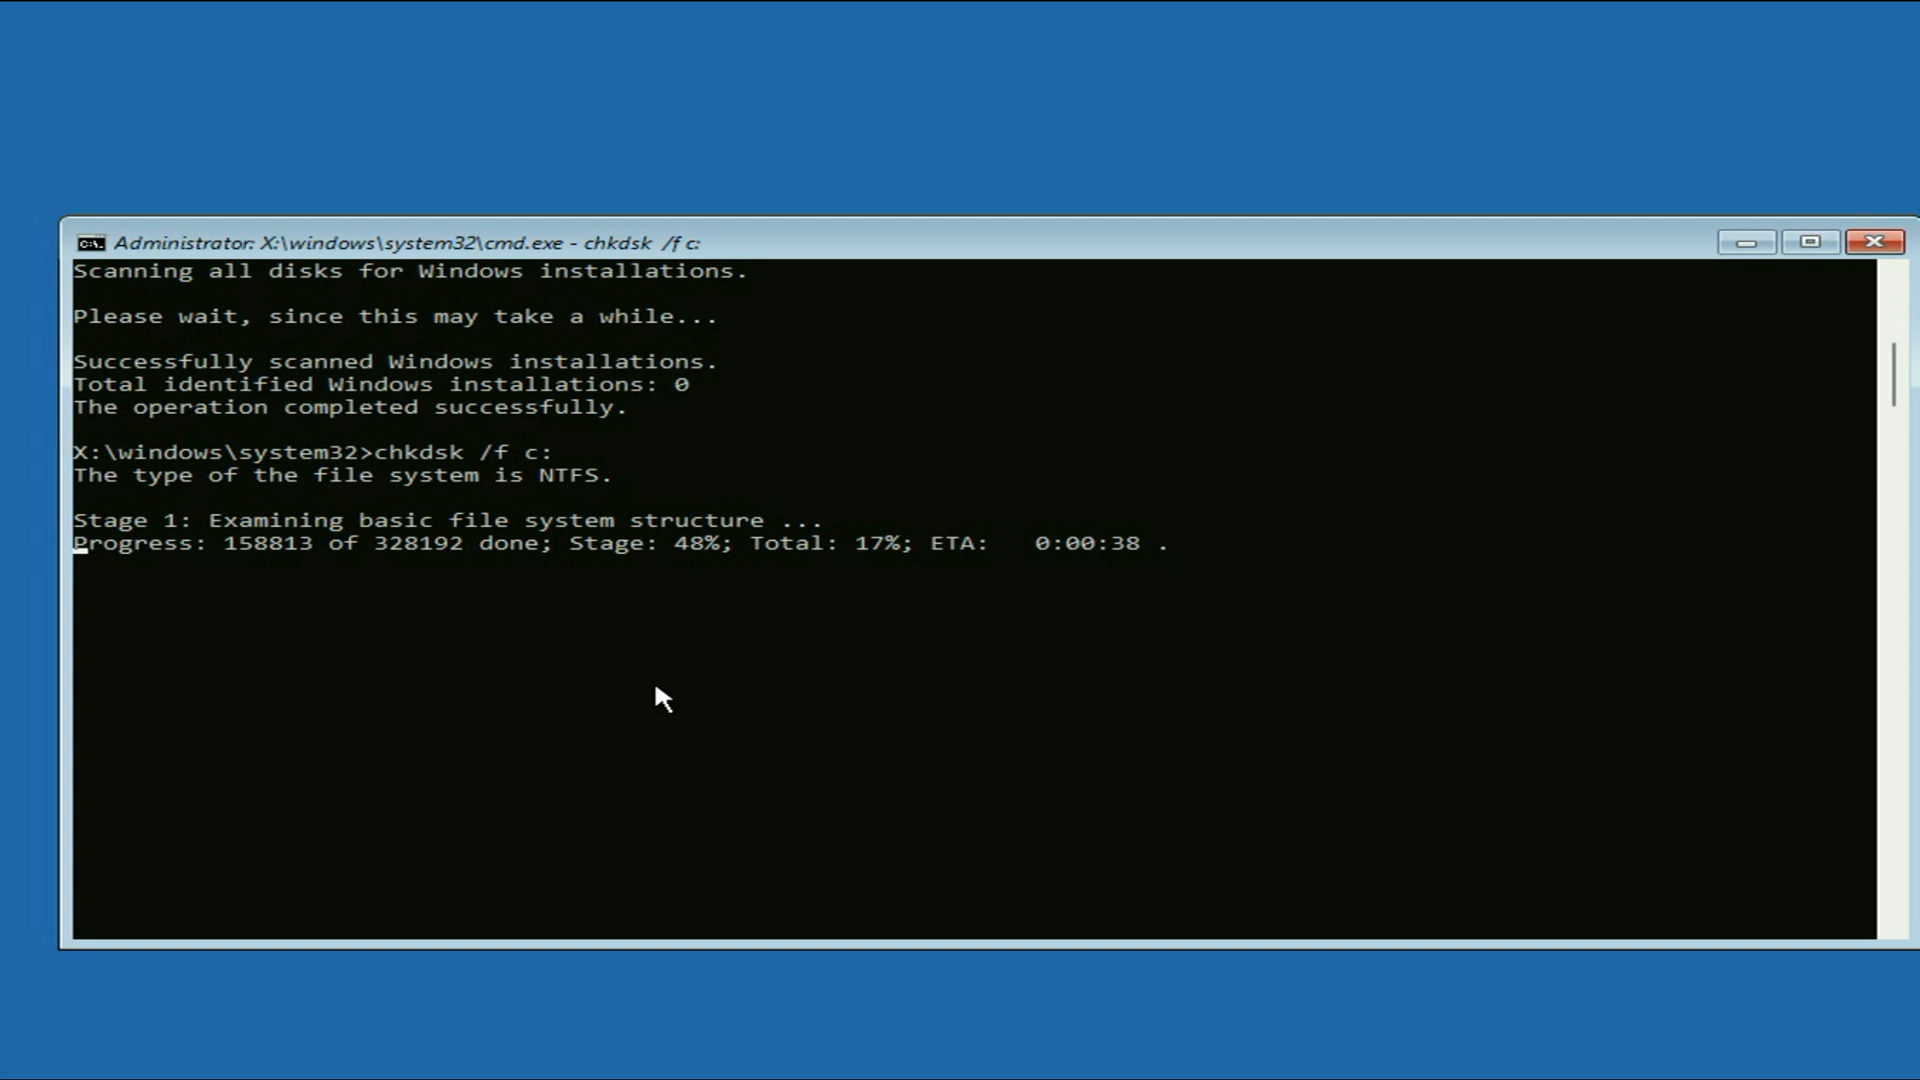 Administrator: X:\windows\system32\cmd.exe - chkdsk /f c:
Scanning all disks for Windows installations.
Please wait, since this may take a while...
Successfully scanned Windows installations.
Total identified Windows installations: 0
The operation completed successfully.
X:\windows\system32>chkdsk /f c:
The type of the file system is NTFS.
Stage 1: Examining basic file system structure ...
Progress: 158813 of 328192 done; Stage: 48%; Total: 17%; ETA:   0:00:38 .